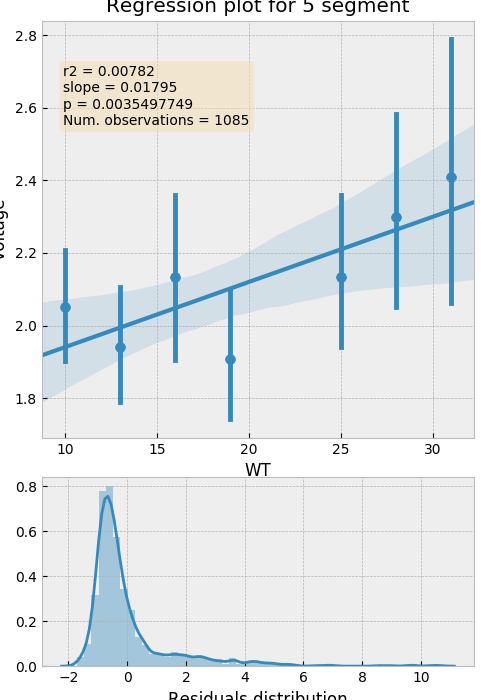 Regression plot for 5 segment
2.8
2.6
2.4
2.2
2.0
1.8
r2 = 0.00782
slope = 0.01795
p = 0.0035497749
Num. observations = 1085
Voltage
10 15 20 25 30
WT
0.8
0.6
0.4
0.2
0.0
−2 0 2 4 6 8 10
Residuals distribution